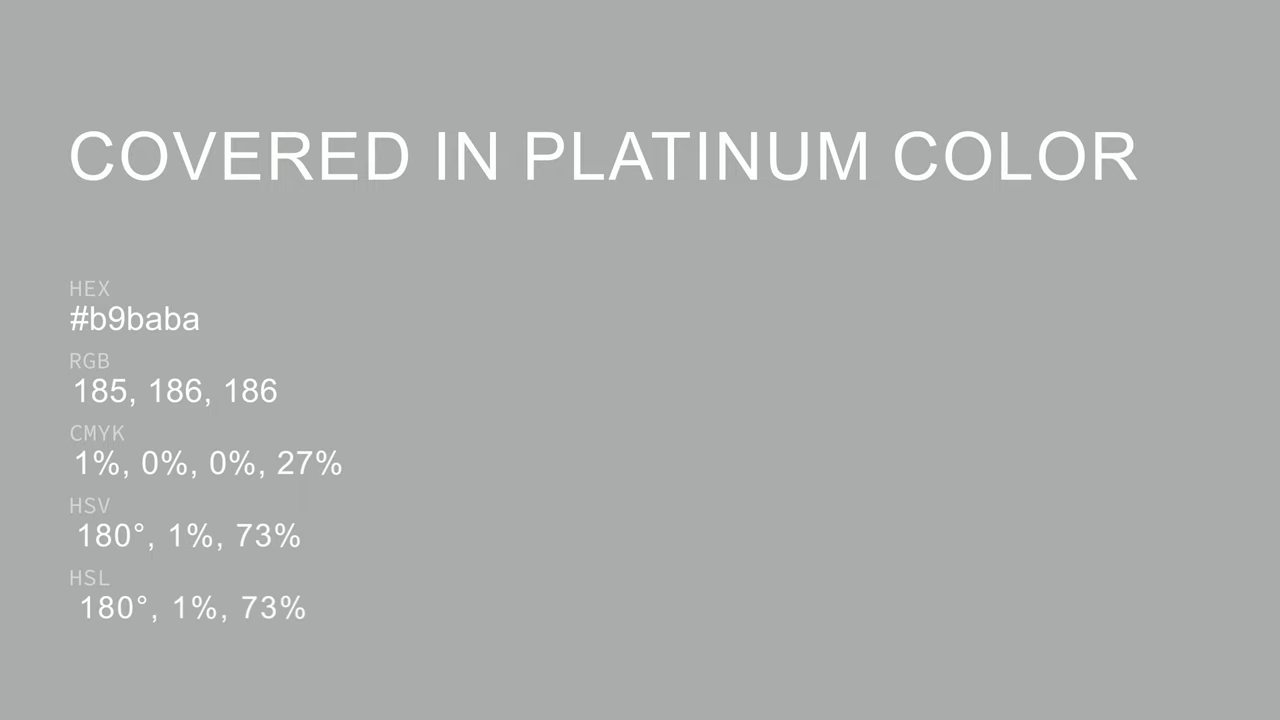 COVERED IN PLATINUM COLOR
HEX
#b9baba
RGB
185, 186, 186
CMYK
1%, 0%, 0%, 27%
HSV
180°, 1%, 73%
HSL
180°, 1%, 73%